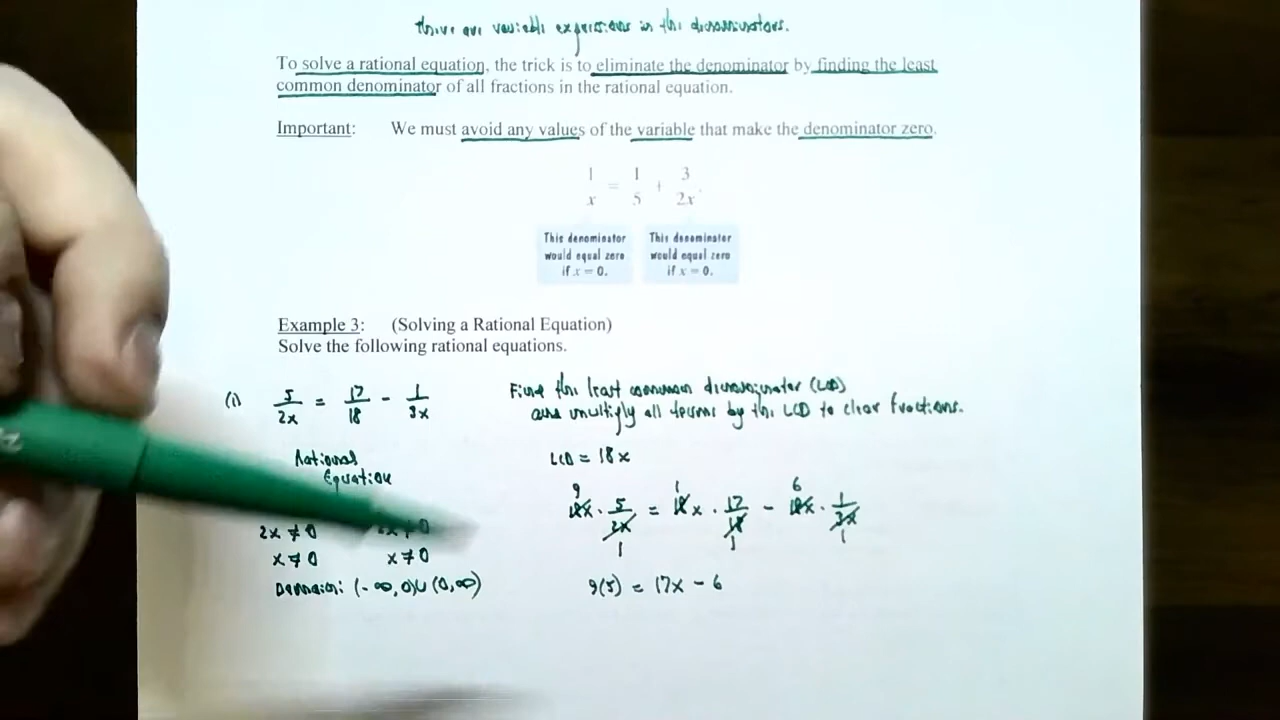 There are variable expressions in the denominators.
To solve a rational equation, the trick is to eliminate the denominator by finding the least
common denominator of all fractions in the rational equation.
Important: We must avoid any values of the variable that make the denominator zero.
1/x = 1/5 + 3/2x.
This denominator would equal zero if x = 0.
This denominator would equal zero if x = 0.
Example 3: (Solving a Rational Equation)
Solve the following rational equations.
(i) 5/2x = 17/18 - 1/3x
Rational
Equation
2x ≠ 0
x ≠ 0 x ≠ 0
Domain: (-∞, 0) ∪ (0, ∞)
Find the least common denominator (LCD)
and multiply all terms by the LCD to clear fractions.
LCD = 18x
9 1 6
18x · 5/2x = 18x · 17/18 - 18x · 1/3x
1 1 1
9(5) = 17x - 6